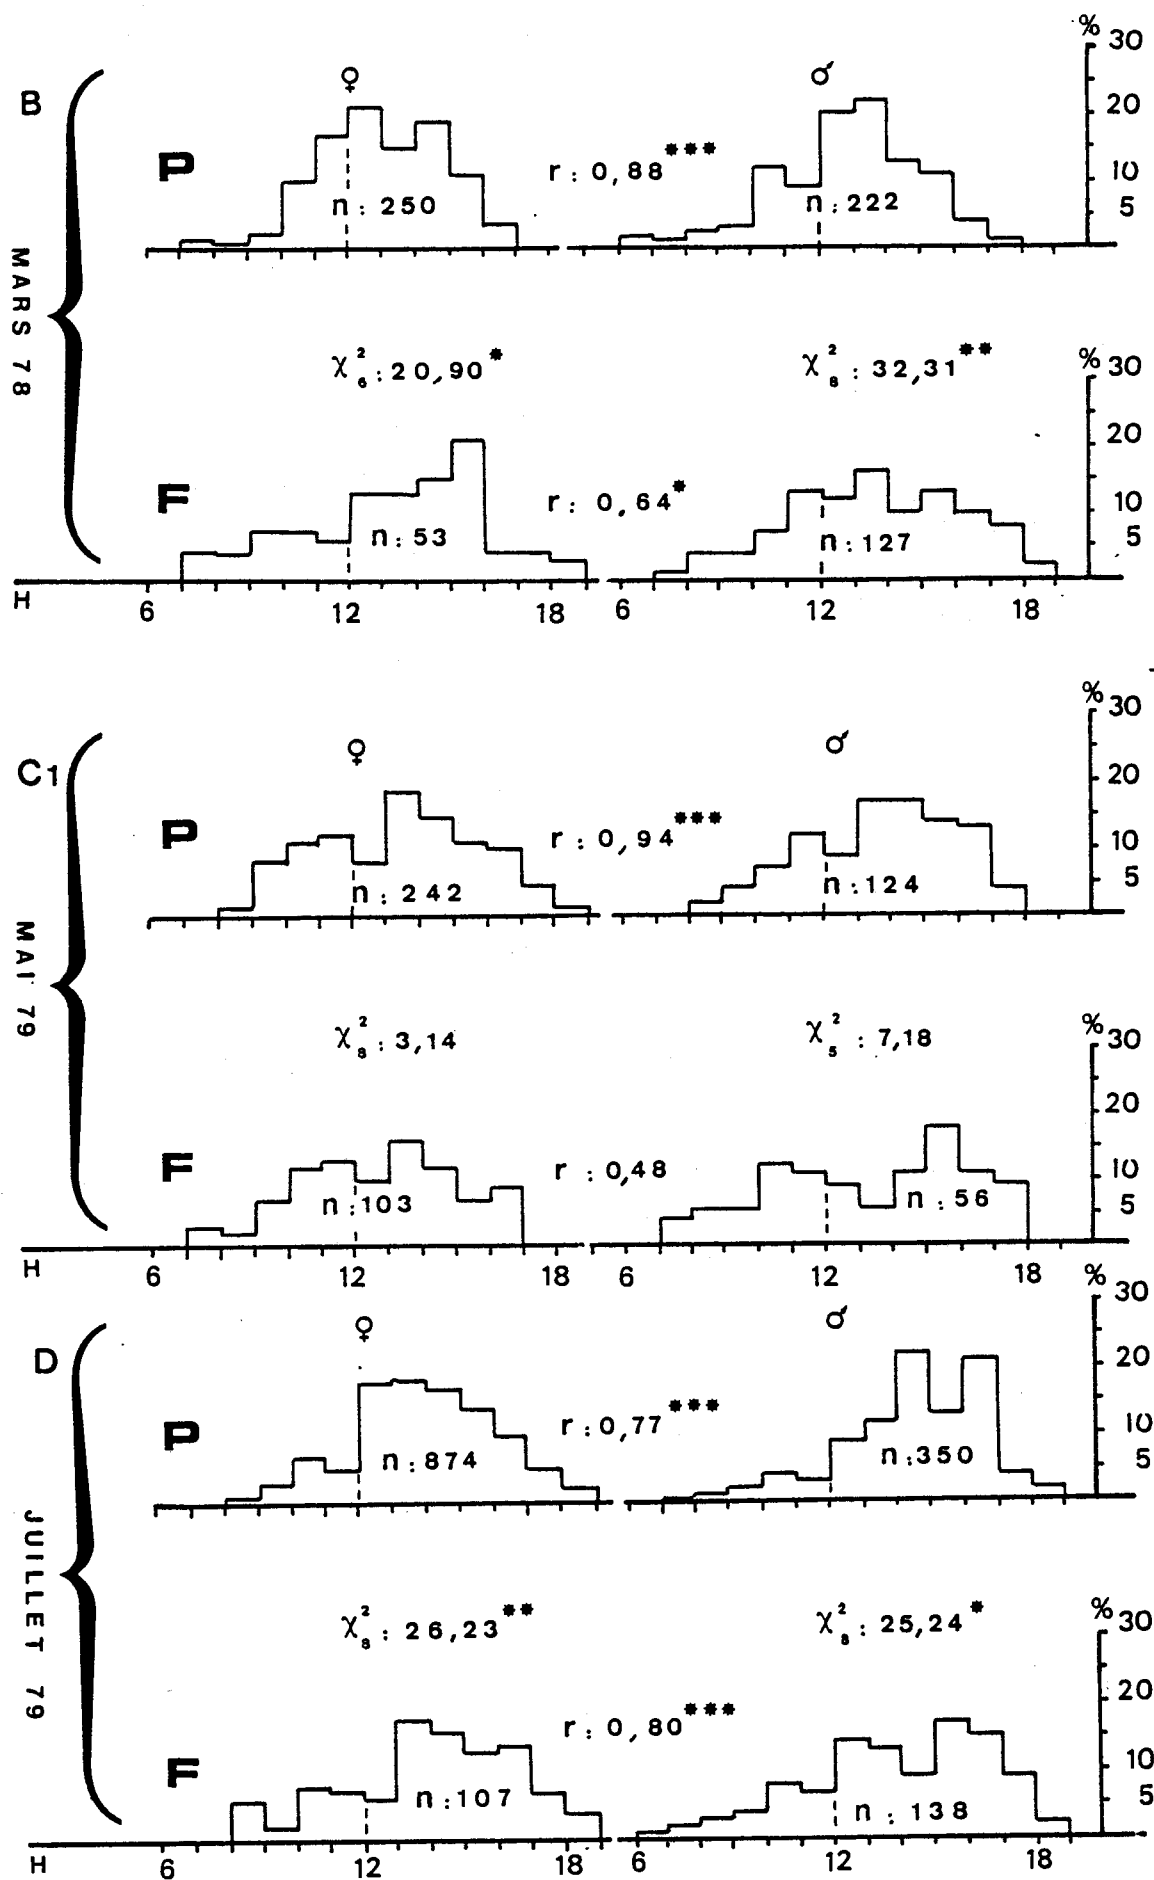 % 30
♀ ♂
B
20
P
r : 0,88***
10
n : 250
n : 222
5
MARS 78
χ²₆ : 20,90*
χ²₈ : 32,31**
% 30
20
F
r : 0,64*
10
n : 53
n : 127
5
H 6 12 18 6 12 18
% 30
♀ ♂
C1
20
P
r : 0,94***
10
n : 242
n : 124
5
MAI 79
χ²₈ : 3,14
χ²₅ : 7,18
% 30
20
F
r : 0,48
10
n : 103
n : 56
5
H 6 12 18 6 12 18
% 30
♀ ♂
D
20
P
r : 0,77***
10
n : 874
n : 350
5
JUILLET 79
χ²₈ : 26,23**
χ²₈ : 25,24*
% 30
20
F
r : 0,80***
10
n : 107
n : 138
5
H 6 12 18 6 12 18